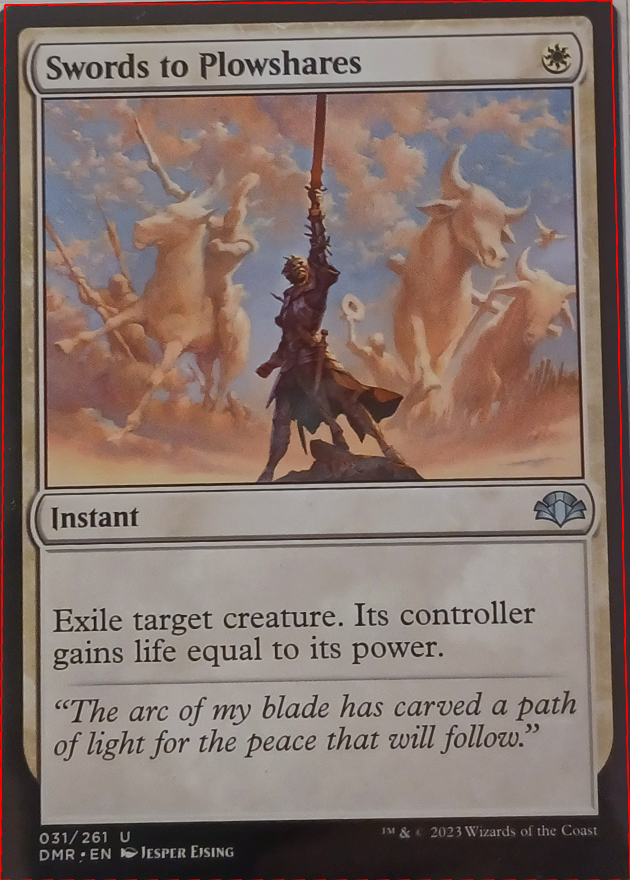 Swords to Plowshares
Instant
Exile target creature. Its controller
gains life equal to its power.
“The arc of my blade has carved a path
of light for the peace that will follow.”
031/261 U
™ & © 2023 Wizards of the Coast
DMR • EN JESPER EJSING